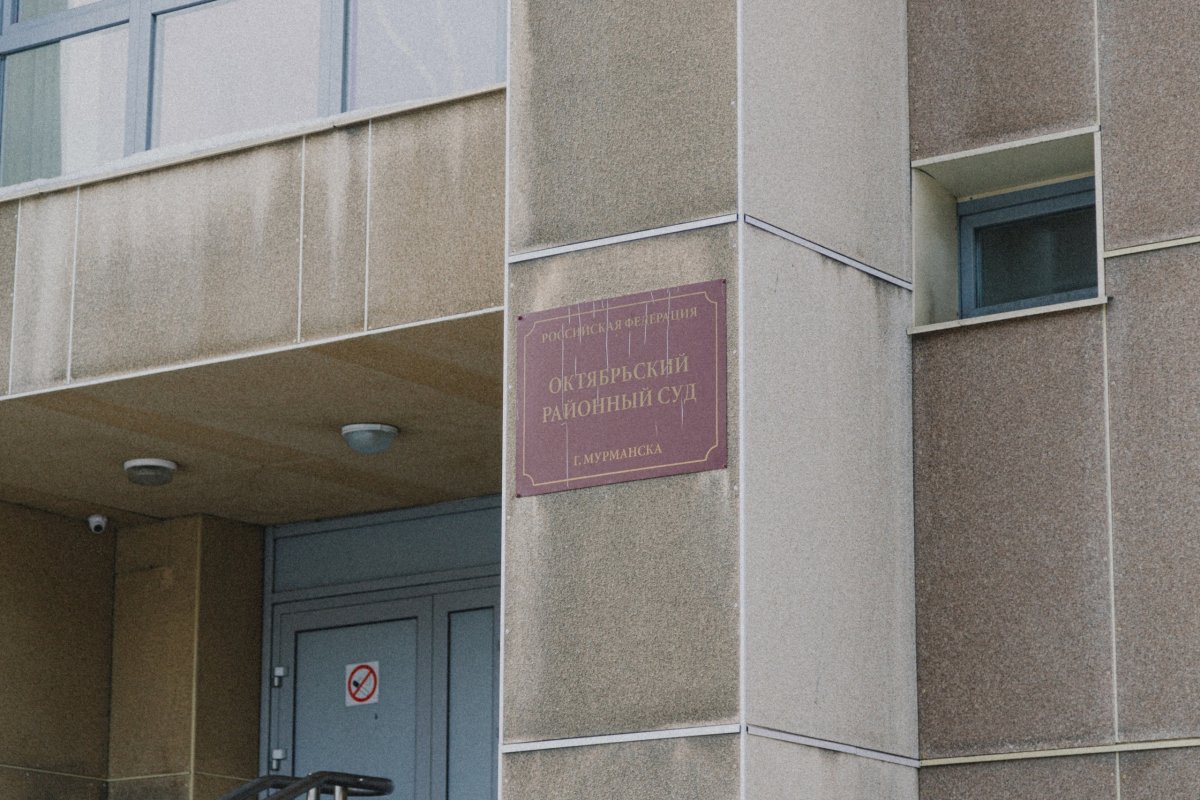 РОССИЙСКАЯ ФЕДЕРАЦИЯ
ОКТЯБРЬСКИЙ
РАЙОННЫЙ СУД
Г. МУРМАНСКА